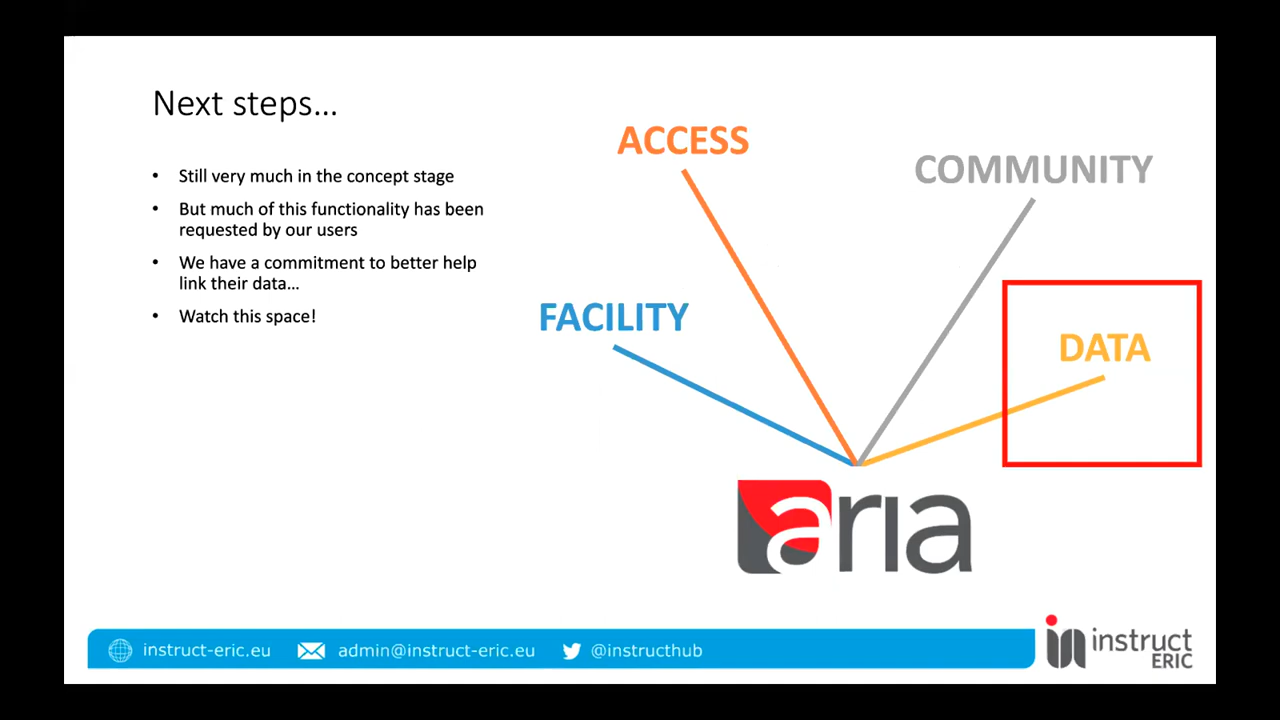 Next steps...
• Still very much in the concept stage
• But much of this functionality has been
requested by our users
• We have a commitment to better help
link their data...
• Watch this space!
ACCESS
COMMUNITY
FACILITY
DATA
aria
instruct-eric.eu
admin@instruct-eric.eu
@instructhub
instruct
ERIC